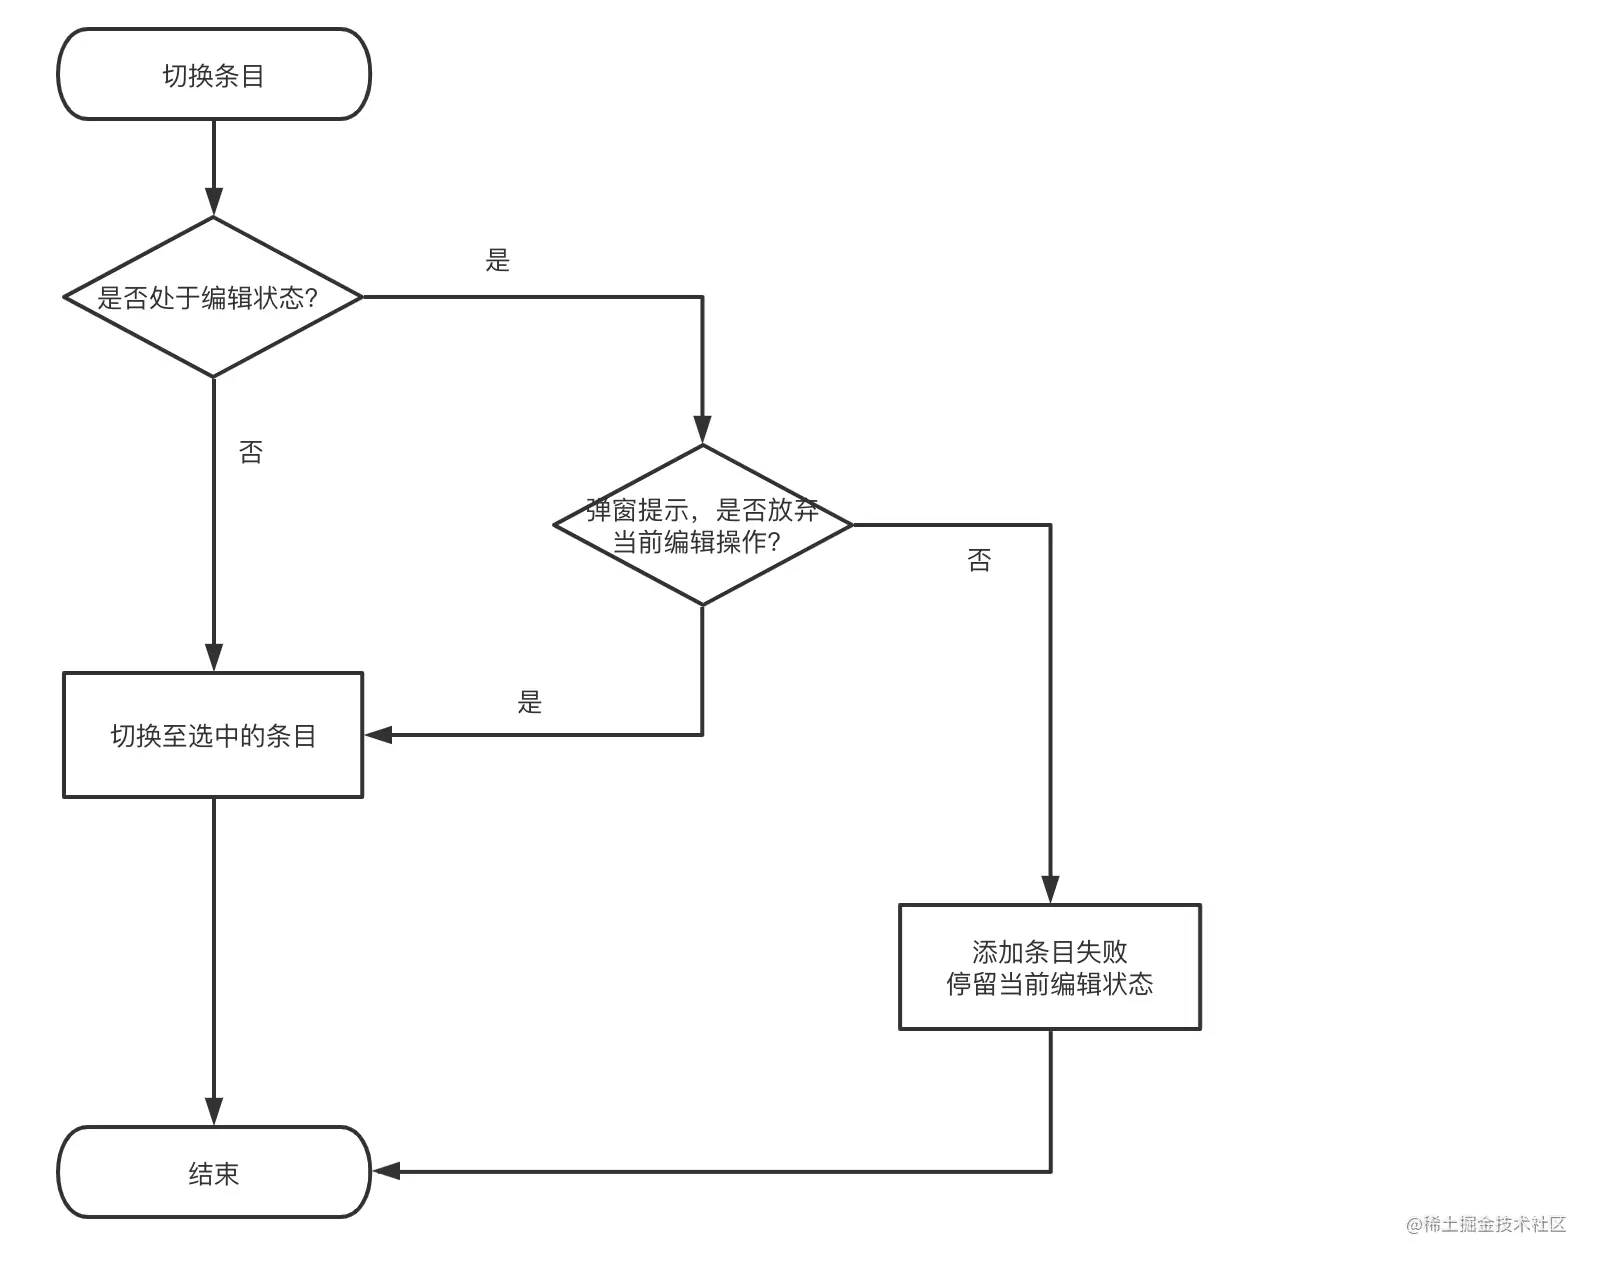 切换条目
是否处于编辑状态?
是
否
弹窗提示，是否放弃
当前编辑操作?
否
是
切换至选中的条目
添加条目失败
停留当前编辑状态
结束
@稀土掘金技术社区